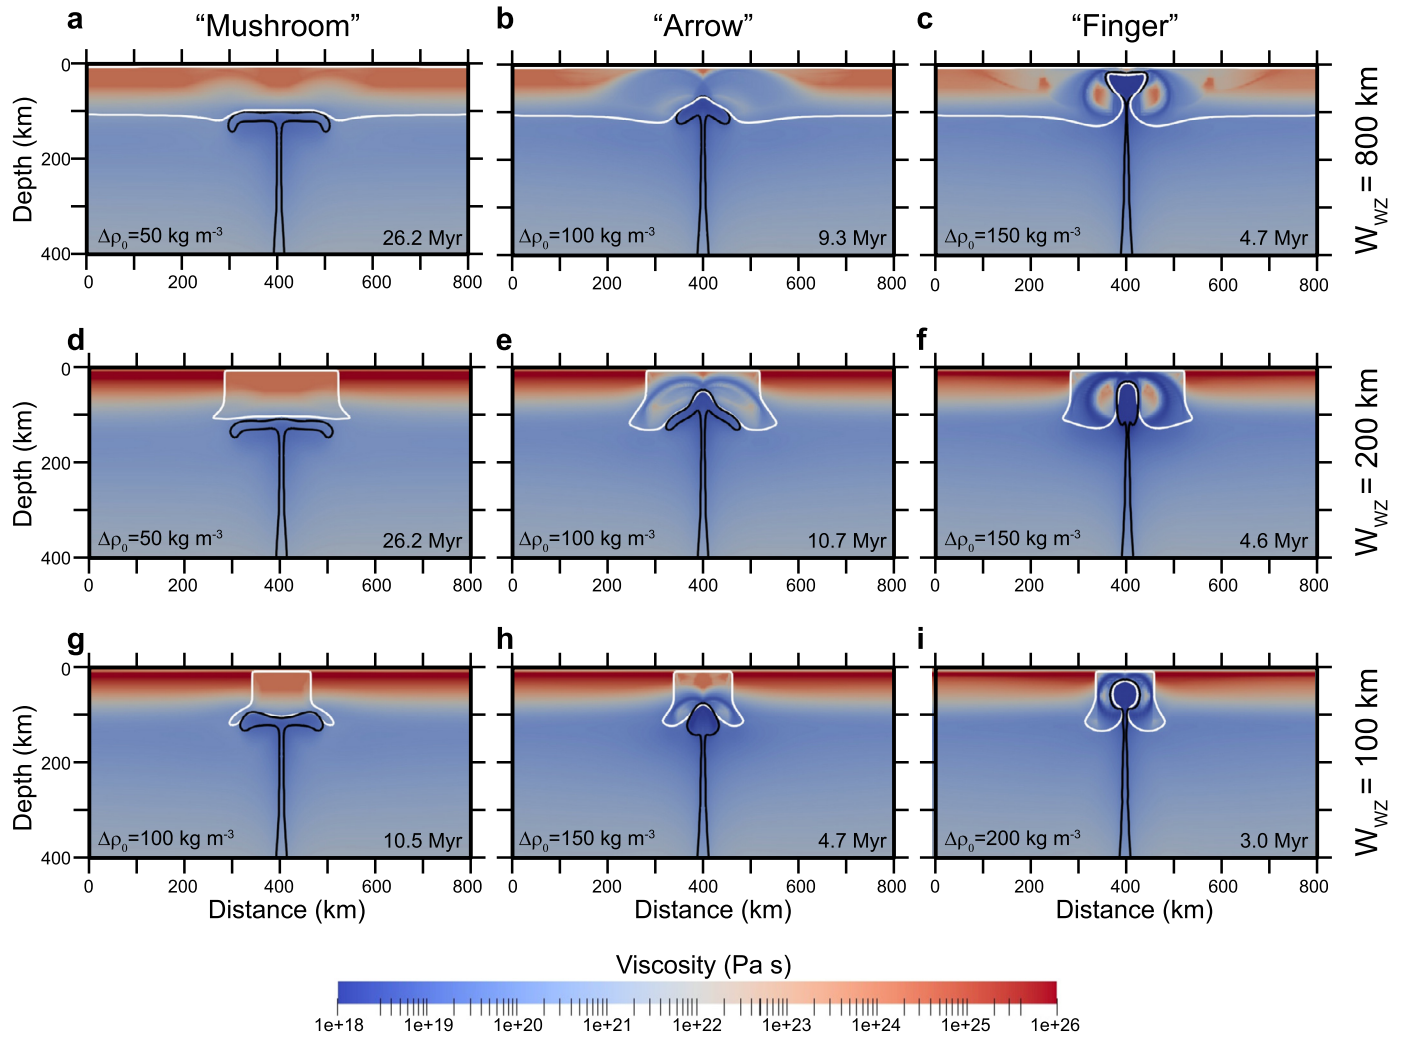 a "Mushroom" b "Arrow" c "Finger"
0
Depth (km)
200
400
Δρ₀=50 kg m⁻³ 26.2 Myr
Δρ₀=100 kg m⁻³ 9.3 Myr
Δρ₀=150 kg m⁻³ 4.7 Myr
W_WZ = 800 km
0 200 400 600 800 0 200 400 600 800 0 200 400 600 800
d e f
0
Depth (km)
200
400
Δρ₀=50 kg m⁻³ 26.2 Myr
Δρ₀=100 kg m⁻³ 10.7 Myr
Δρ₀=150 kg m⁻³ 4.6 Myr
W_WZ = 200 km
0 200 400 600 800 0 200 400 600 800 0 200 400 600 800
g h i
0
Depth (km)
200
400
Δρ₀=100 kg m⁻³ 10.5 Myr
Δρ₀=150 kg m⁻³ 4.7 Myr
Δρ₀=200 kg m⁻³ 3.0 Myr
W_WZ = 100 km
0 200 400 600 800 0 200 400 600 800 0 200 400 600 800
Distance (km) Distance (km) Distance (km)
Viscosity (Pa s)
1e+18 1e+19 1e+20 1e+21 1e+22 1e+23 1e+24 1e+25 1e+26